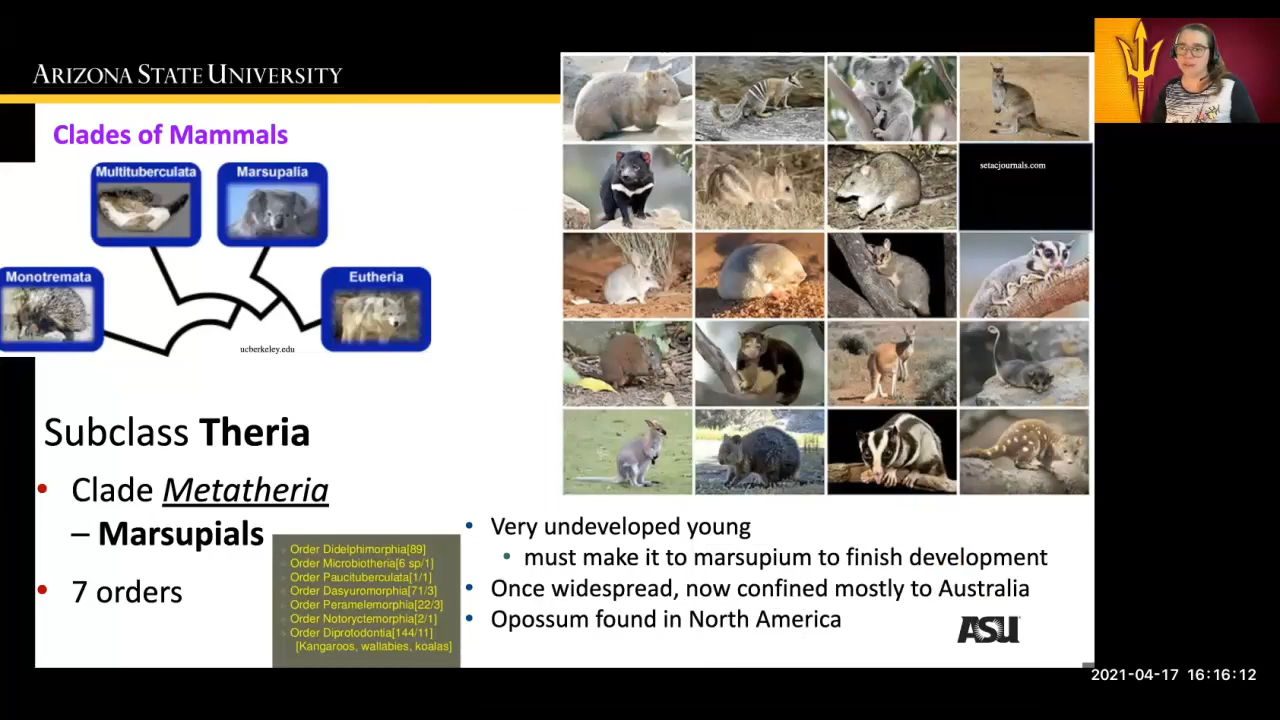 ARIZONA STATE UNIVERSITY
Clades of Mammals
Multituberculata
Marsupalia
Monotremata
Eutheria
ucberkeley.edu
setacjournals.com
Subclass Theria
• Clade Metatheria
– Marsupials
• 7 orders
Order Didelphimorphia[89]
Order Microbiotheria[6 sp/1]
Order Paucituberculata[1/1]
Order Dasyuromorphia[71/3]
Order Peramelemorphia[22/3]
Order Notoryctemorphia[2/1]
Order Diprotodontia[144/11]
[Kangaroos, wallabies, koalas]
• Very undeveloped young
• must make it to marsupium to finish development
• Once widespread, now confined mostly to Australia
• Opossum found in North America
ASU
2021-04-17 16:16:12